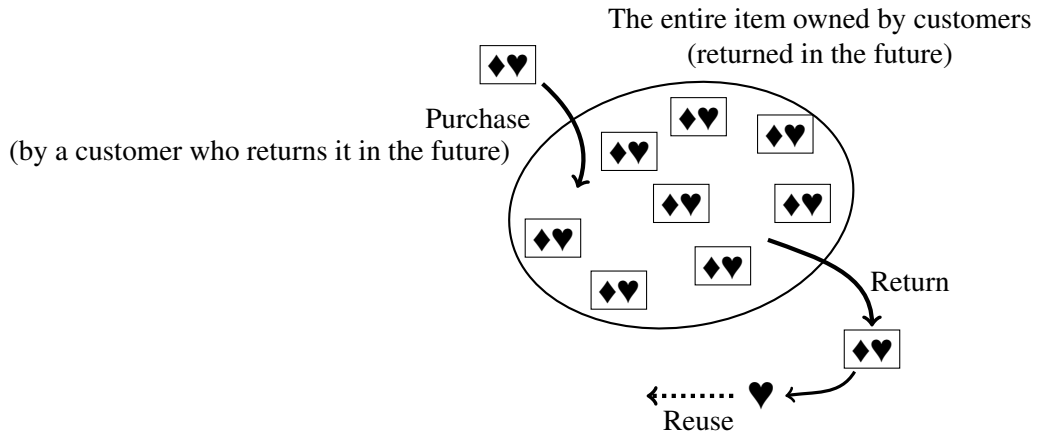 The entire item owned by customers
(returned in the future)
Purchase
(by a customer who returns it in the future)
Return
Reuse